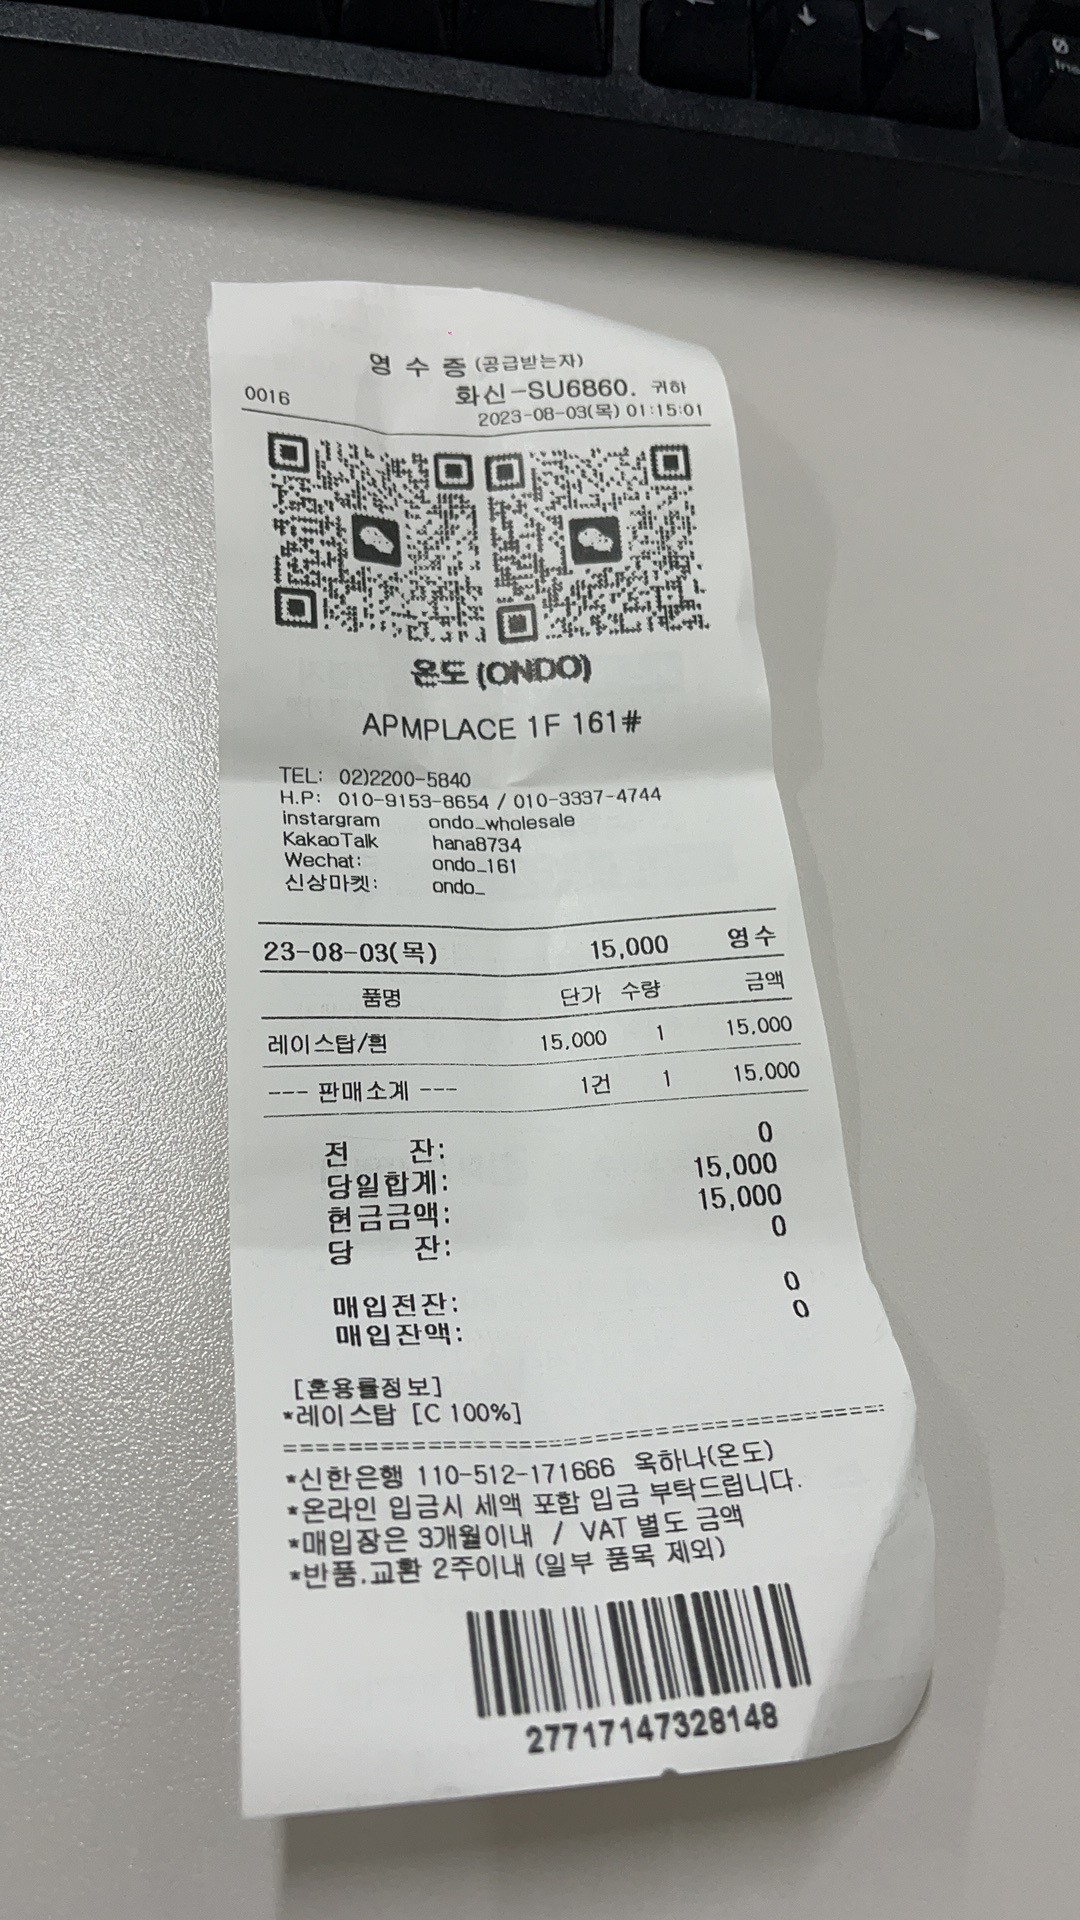 영 수 증 (공급받는자)
0016 화신-SU6860. 귀하
2023-08-03(목) 01:15:01
온도 (ONDO)
APMPLACE 1F 161#
TEL: 02)2200-5840
H.P: 010-9153-8654 / 010-3337-4744
instargram ondo_wholesale
KakaoTalk hana8734
Wechat: ondo_161
신상마켓: ondo_
23-08-03(목) 15,000 영수
품명 단가 수량 금액
레이스탑/흰 15,000 1 15,000
--- 판매소계 --- 1건 1 15,000
전 잔: 0
당일합계: 15,000
현금금액: 15,000
당 잔: 0
매입전잔: 0
매입잔액: 0
[혼용률정보]
*레이스탑 [C 100%]
*신한은행 110-512-171666 옥하나(온도)
*온라인 입금시 세액 포함 입금 부탁드립니다.
*매입장은 3개월이내 / VAT 별도 금액
*반품.교환 2주이내 (일부 품목 제외)
27717147328148